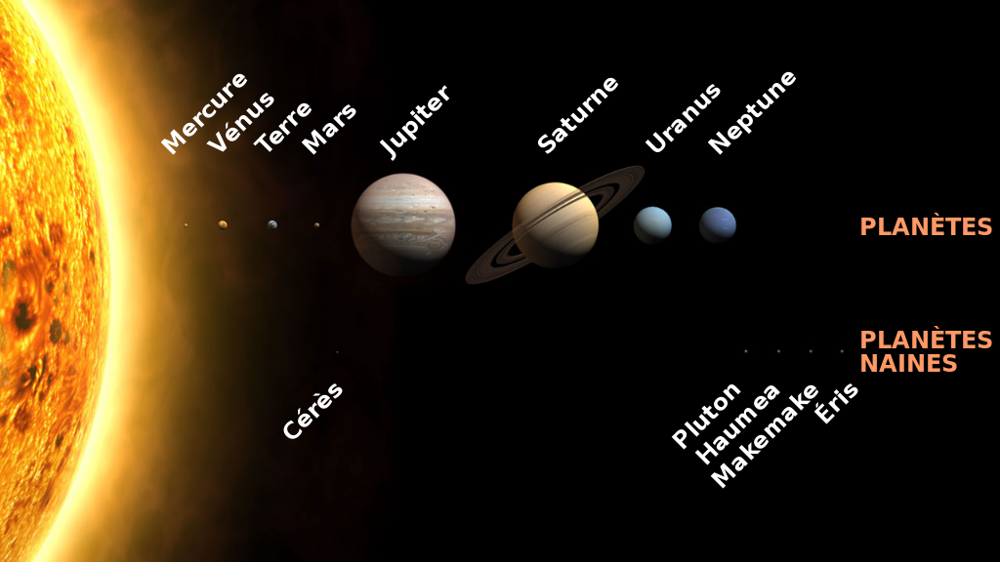 Mercure
Vénus
Terre
Mars
Jupiter
Saturne
Uranus
Neptune
PLANÈTES
PLANÈTES
NAINES
Cérès
Pluton
Haumea
Makemake
Éris